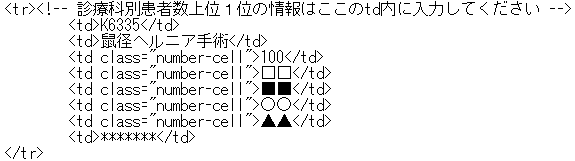 <tr><!-- 診療科別患者数上位１位の情報はここのtd内に入力してください -->
<td>K6335</td>
<td>鼠径ヘルニア手術</td>
<td class="number-cell">100</td>
<td class="number-cell">□□</td>
<td class="number-cell">■■</td>
<td class="number-cell">○○</td>
<td class="number-cell">▲▲</td>
<td>*******</td>
</tr>